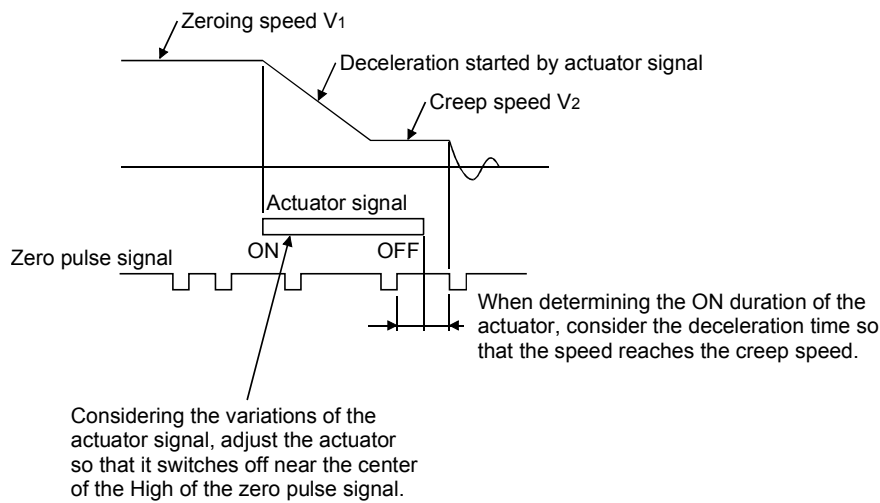 Zeroing speed V1
Deceleration started by actuator signal
Creep speed V2
Actuator signal
ON
OFF
Zero pulse signal
When determining the ON duration of the
actuator, consider the deceleration time so
that the speed reaches the creep speed.
Considering the variations of the
actuator signal, adjust the actuator
so that it switches off near the center
of the High of the zero pulse signal.